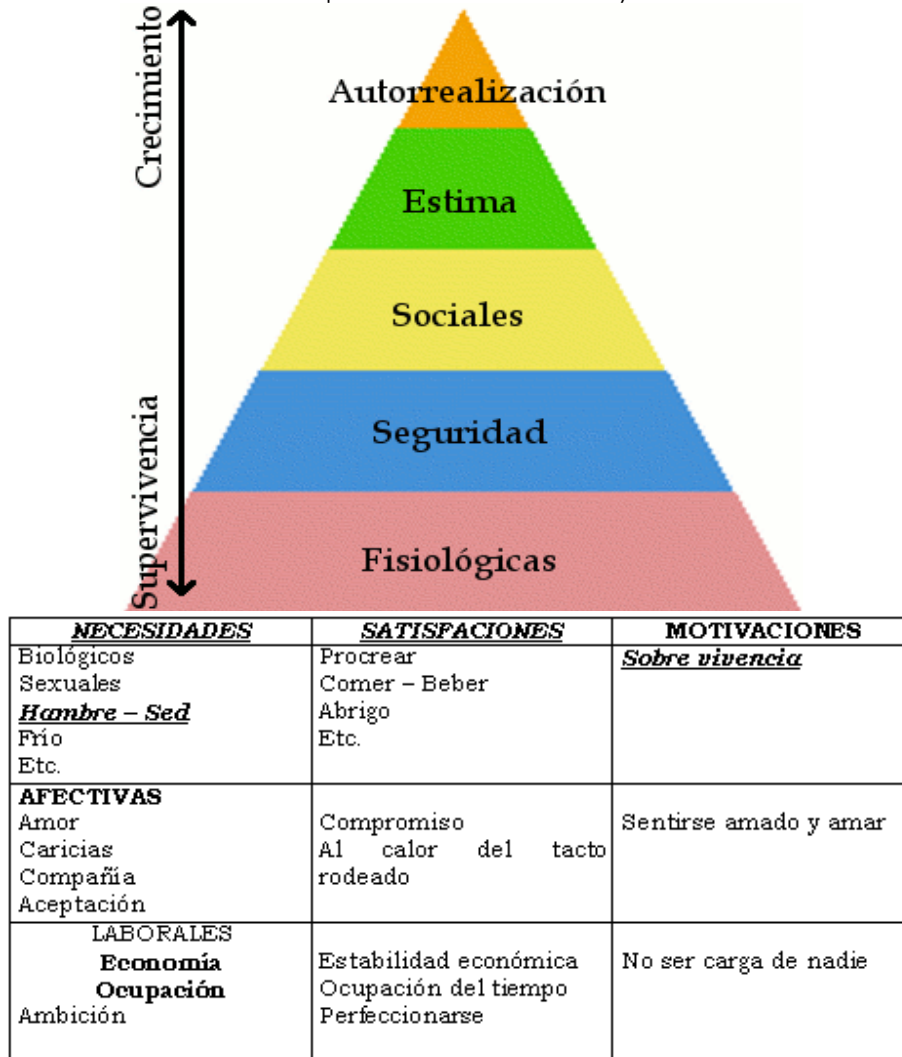 Crecimiento
Supervivencia
Autorrealización
Estima
Sociales
Seguridad
Fisiológicas
NECESIDADES SATISFACIONES MOTIVACIONES
Biológicos Procrear Sobre vivencia
Sexuales Comer – Beber
Hambre – Sed Abrigo
Frío Etc.
Etc.
AFECTIVAS
Amor Compromiso Sentirse amado y amar
Caricias Al calor del tacto
Compañía rodeado
Aceptación
LABORALES
Economía Estabilidad económica No ser carga de nadie
Ocupación Ocupación del tiempo
Ambición Perfeccionarse